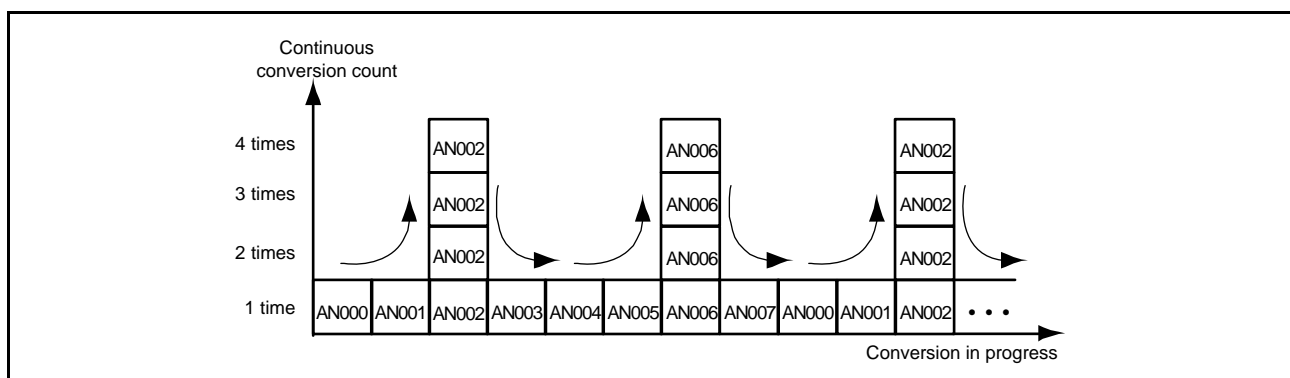 Continuous
conversion count
4 times
AN002 AN006 AN002
3 times
AN002 AN006 AN002
2 times
AN002 AN006 AN002
1 time
AN000 AN001 AN002 AN003 AN004 AN005 AN006 AN007 AN000 AN001 AN002 • • •
Conversion in progress